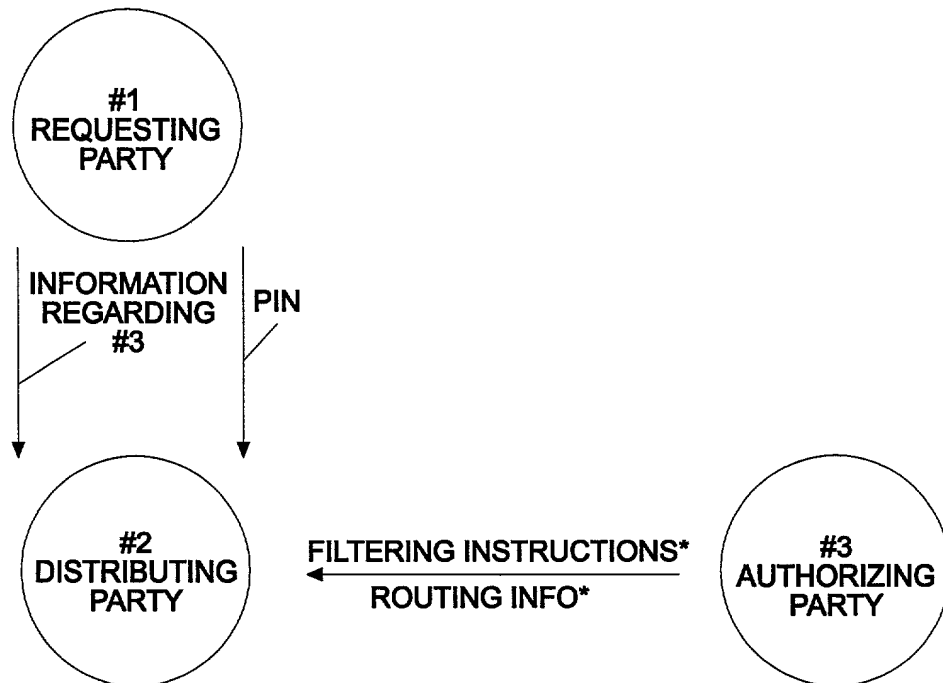 #1
REQUESTING
PARTY
INFORMATION
REGARDING
#3
PIN
#2
DISTRIBUTING
PARTY
FILTERING INSTRUCTIONS*
ROUTING INFO*
#3
AUTHORIZING
PARTY